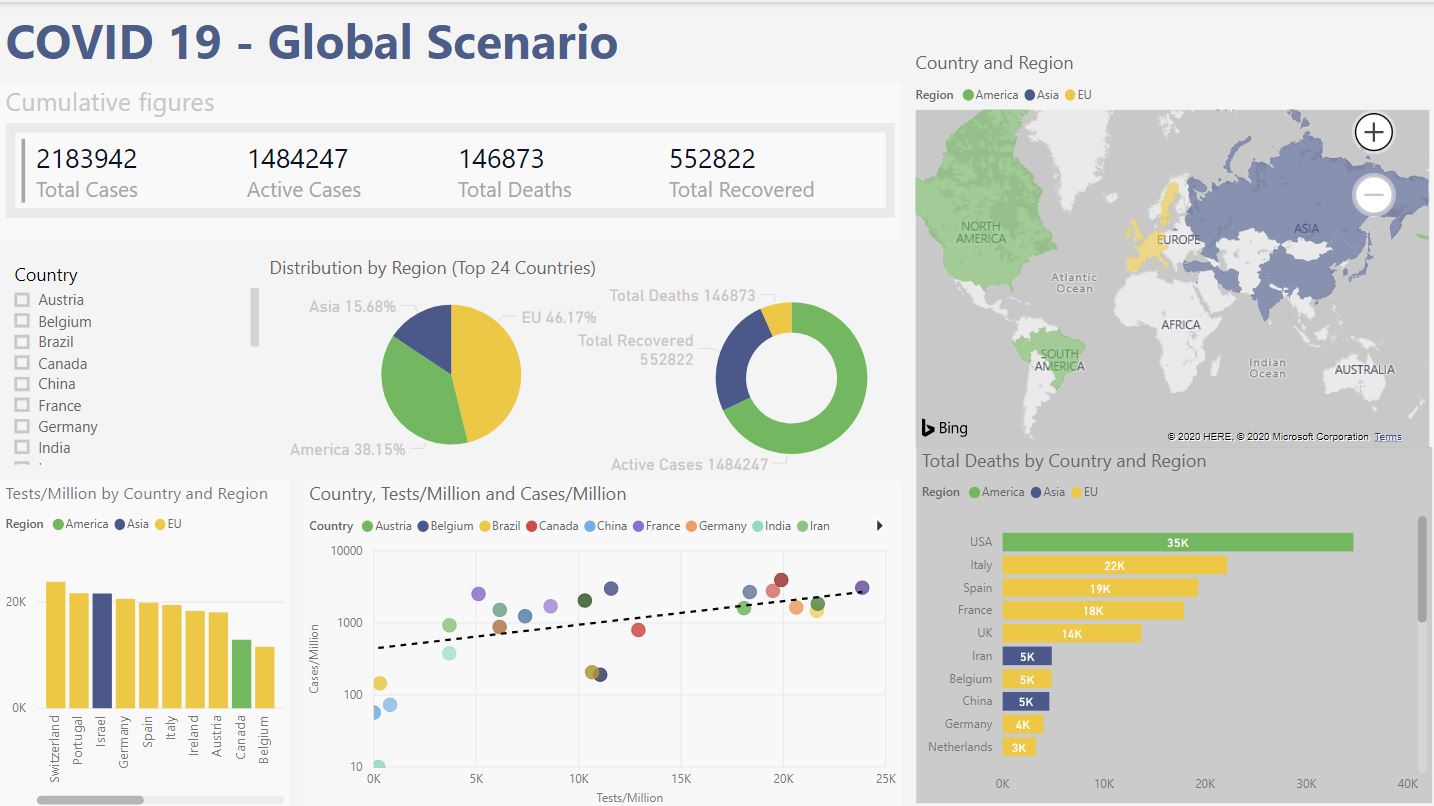 COVID 19 - Global Scenario
Cumulative figures
2183942
Total Cases
1484247
Active Cases
146873
Total Deaths
552822
Total Recovered
Country
Austria
Belgium
Brazil
Canada
China
France
Germany
India
Distribution by Region (Top 24 Countries)
Asia 15.68%
EU 46.17%
America 38.15%
Total Deaths 146873
Total Recovered
552822
Active Cases 1484247
Country and Region
Region America Asia EU
NORTH
AMERICA
EUROPE
ASIA
Atlantic
Ocean
AFRICA
SOUTH
AMERICA
Indian
Ocean
AUSTRALIA
Bing
© 2020 HERE, © 2020 Microsoft Corporation Terms
Tests/Million by Country and Region
Region America Asia EU
20K
0K
Switzerland
Portugal
Israel
Germany
Spain
Italy
Ireland
Austria
Canada
Belgium
Country, Tests/Million and Cases/Million
Country Austria Belgium Brazil Canada China France Germany India Iran
Cases/Million
10000
1000
100
10
0K 5K 10K 15K 20K 25K
Tests/Million
Total Deaths by Country and Region
Region America Asia EU
USA 35K
Italy 22K
Spain 19K
France 18K
UK 14K
Iran 5K
Belgium 5K
China 5K
Germany 4K
Netherlands 3K
0K 10K 20K 30K 40K